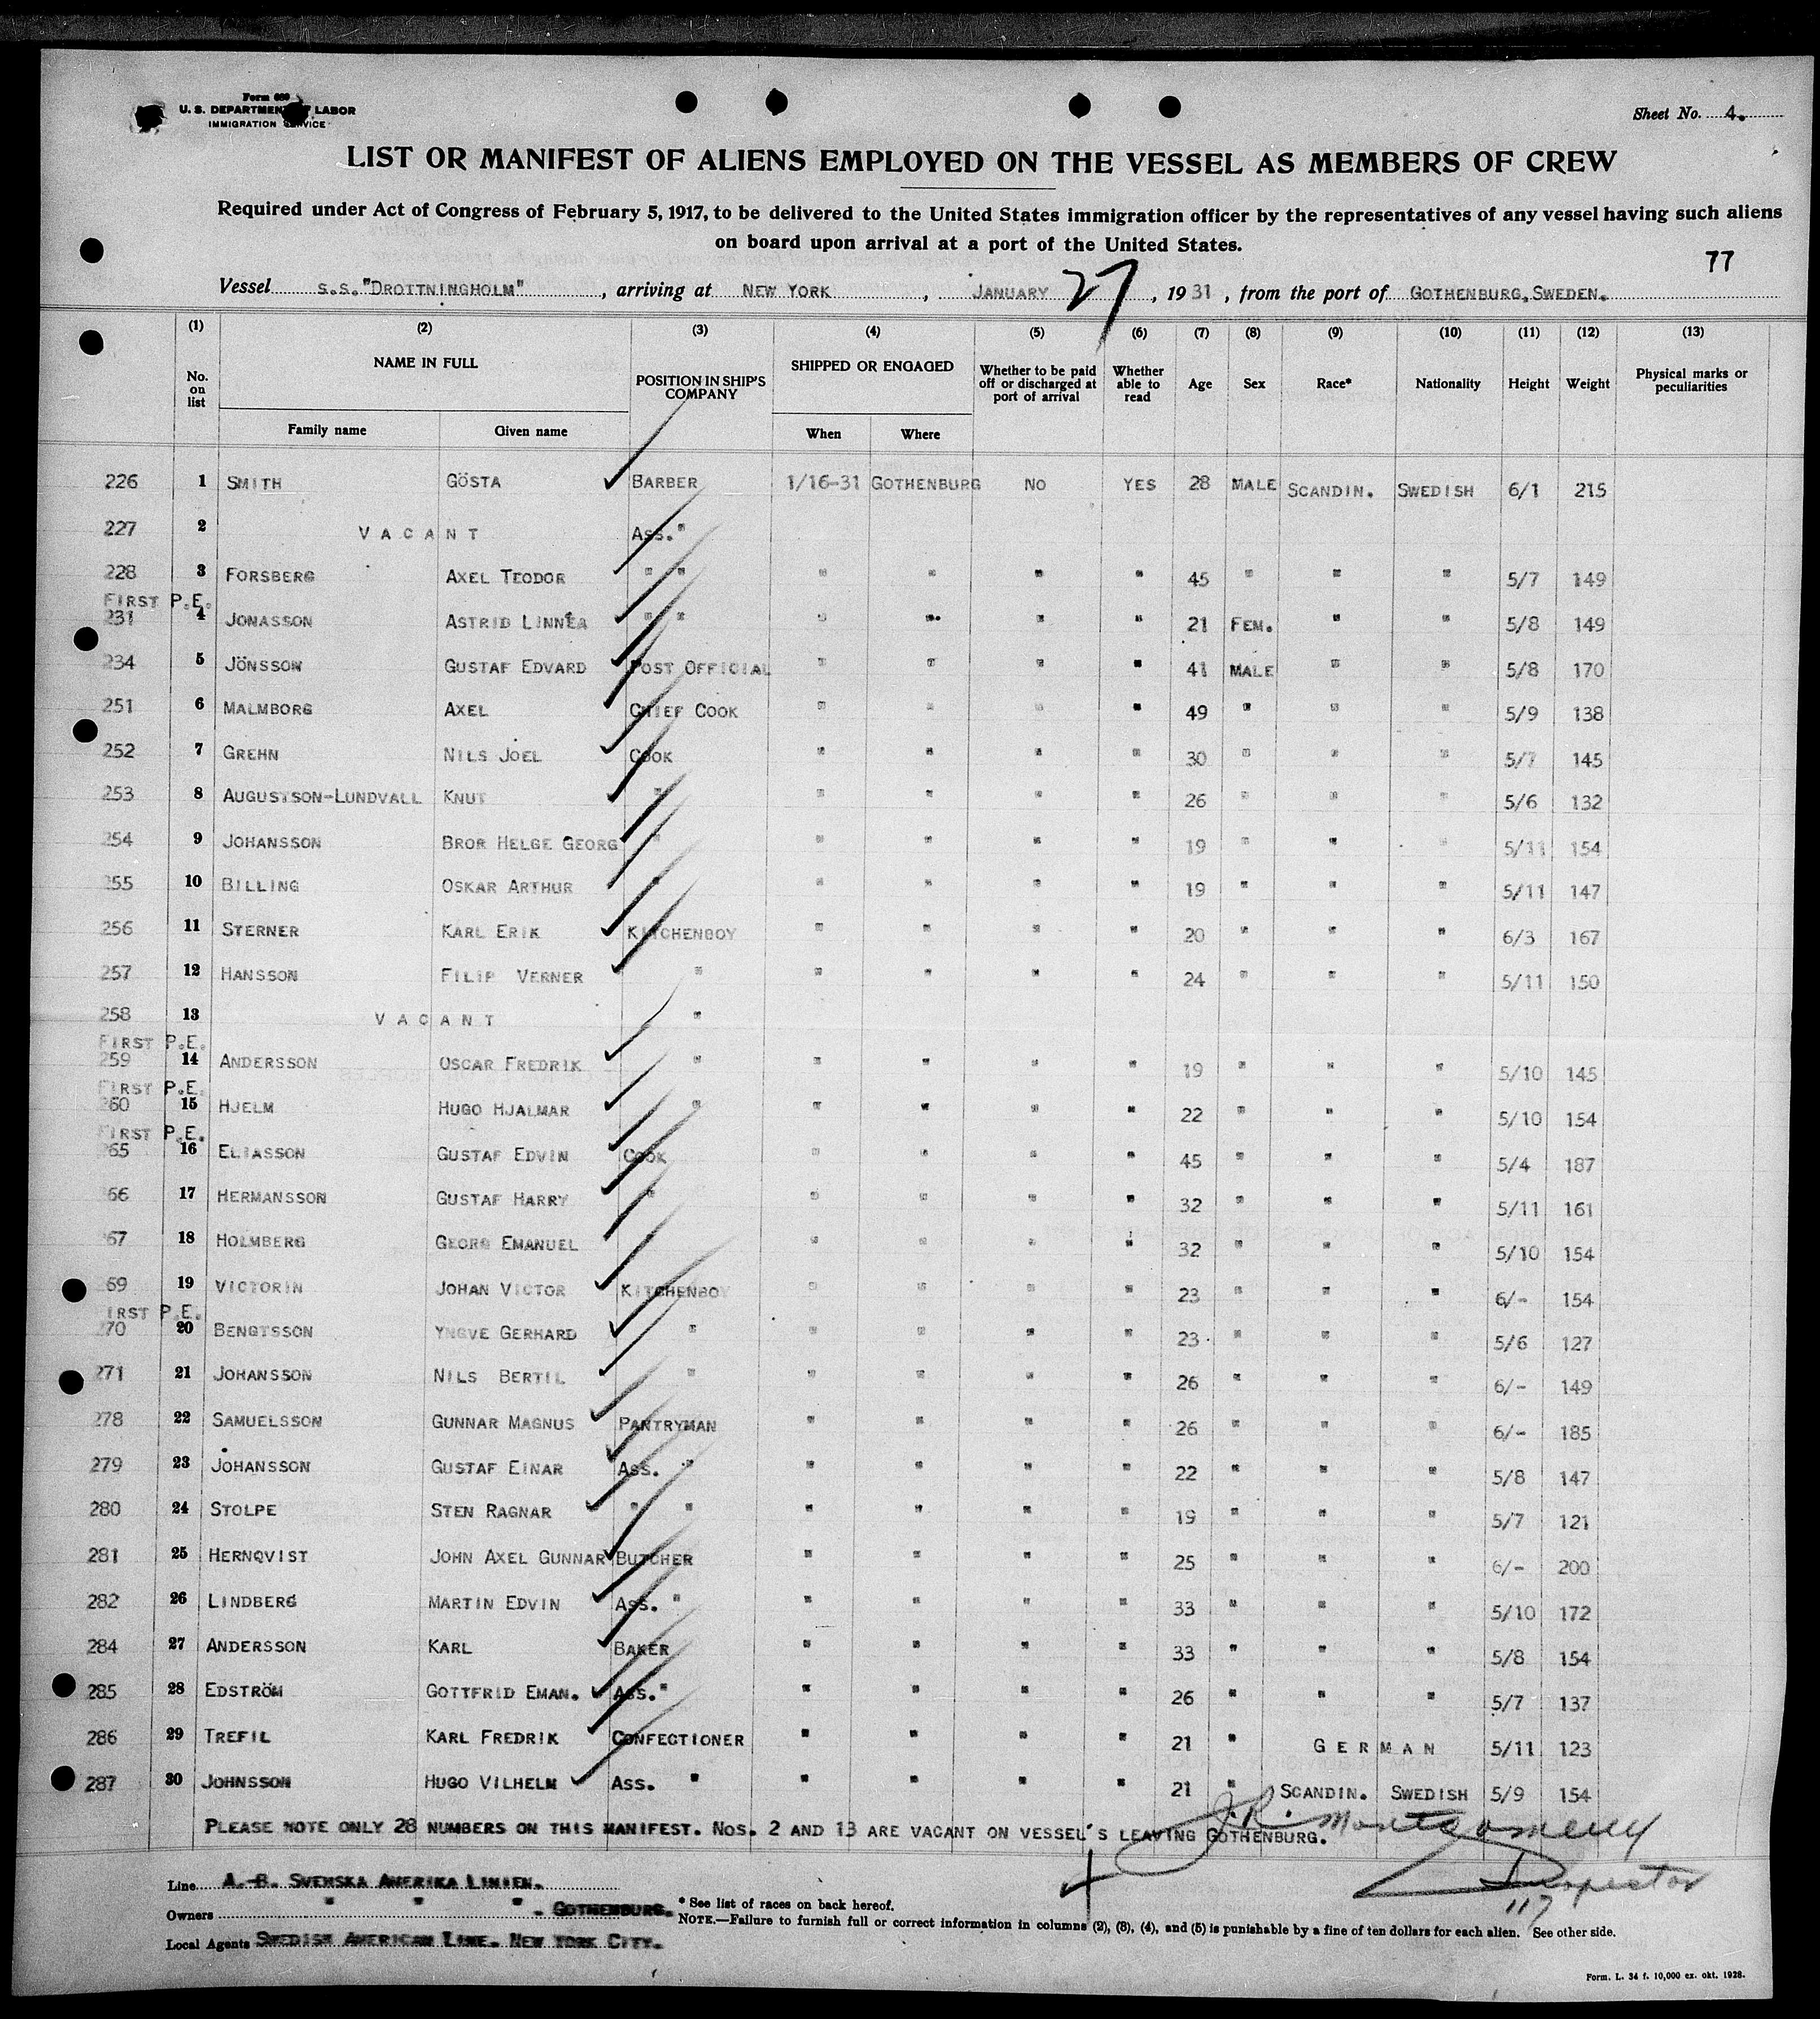 Form 689
U. S. DEPARTMENT OF LABOR
IMMIGRATION SERVICE
Sheet No. 4.
LIST OR MANIFEST OF ALIENS EMPLOYED ON THE VESSEL AS MEMBERS OF CREW
Required under Act of Congress of February 5, 1917, to be delivered to the United States immigration officer by the representatives of any vessel having such aliens
on board upon arrival at a port of the United States.
77
Vessel S.S."DROTTNINGHOLM", arriving at NEW YORK, JANUARY 27, 1931, from the port of GOTHENBURG, SWEDEN.
(1) (2) (3) (4) (5) (6) (7) (8) (9) (10) (11) (12) (13)
No. on list NAME IN FULL POSITION IN SHIP'S COMPANY SHIPPED OR ENGAGED Whether to be paid off or discharged at port of arrival Whether able to read Age Sex Race* Nationality Height Weight Physical marks or peculiarities
Family name Given name When Where
226 1 SMITH GÖSTA BARBER 1/16-31 GOTHENBURG NO YES 28 MALE SCANDIN. SWEDISH 6/1 215
227 2 VACANT ASS. "
228 3 FORSBERG AXEL TEODOR " " " " " " 45 " " " 5/7 149
FIRST P.E.
231 4 JONASSON ASTRID LINNEA " " " " " " 21 FEM. " " 5/8 149
234 5 JÖNSSON GUSTAF EDVARD POST OFFICIAL " " " " 41 MALE " " 5/8 170
251 6 MALMBORG AXEL CHIEF COOK " " " " 49 " " " 5/9 138
252 7 GREHN NILS JOEL COOK " " " " 30 " " " 5/7 145
253 8 AUGUSTSON-LUNDVALL KNUT " " " " " 26 " " " 5/6 132
254 9 JOHANSSON BROR HELGE GEORG " " " " " 19 " " " 5/11 154
255 10 BILLING OSKAR ARTHUR " " " " " 19 " " " 5/11 147
256 11 STERNER KARL ERIK KITCHENBOY " " " " 20 " " " 6/3 167
257 12 HANSSON FILIP VERNER " " " " " 24 " " " 5/11 150
258 13 VACANT "
FIRST P.E.
259 14 ANDERSSON OSCAR FREDRIK " " " " " 19 " " " 5/10 145
FIRST P.E.
260 15 HJELM HUGO HJALMAR " " " " " 22 " " " 5/10 154
FIRST P.E.
265 16 ELIASSON GUSTAF EDVIN COOK " " " " 45 " " " 5/4 187
266 17 HERMANSSON GUSTAF HARRY " " " " " 32 " " " 5/11 161
267 18 HOLMBERG GEORG EMANUEL " " " " 32 " " " 5/10 154
269 19 VICTORIN JOHAN VICTOR KITCHENBOY " " " " 23 " " " 6/- 154
FIRST P.E.
270 20 BENGTSSON YNGVE GERHARD " " " " " 23 " " " 5/6 127
271 21 JOHANSSON NILS BERTIL " " " " " 26 " " " 6/- 149
278 22 SAMUELSSON GUNNAR MAGNUS PANTRYMAN " " " " 26 " " " 6/- 185
279 23 JOHANSSON GUSTAF EINAR ASS. " " " " " 22 " " " 5/8 147
280 24 STOLPE STEN RAGNAR " " " " " " 19 " " " 5/7 121
281 25 HERNQVIST JOHN AXEL GUNNAR BUTCHER " " " " 25 " " " 6/- 200
282 26 LINDBERG MARTIN EDVIN ASS. " " " " " 33 " " " 5/10 172
284 27 ANDERSSON KARL BAKER " " " " 33 " " " 5/8 154
285 28 EDSTRÖM GOTTFRID EMAN. ASS. " " " " " 26 " " " 5/7 137
286 29 TREFIL KARL FREDRIK CONFECTIONER " " " " 21 " GERMAN 5/11 123
287 30 JOHNSSON HUGO VILHELM ASS. " " " " " 21 " SCANDIN. SWEDISH 5/9 154
PLEASE NOTE ONLY 28 NUMBERS ON THIS MANIFEST. NOS. 2 AND 13 ARE VACANT ON VESSEL'S LEAVING GOTHENBURG.
J.R. Montgomery
Inspector
117
Line A.-B. SVENSKA AMERIKA LINIEN.
Owners " " " - GOTHENBURG.
Local Agents SWEDISH AMERICAN LINE. NEW YORK CITY.
* See list of races on back hereof.
NOTE.—Failure to furnish full or correct information in columns (2), (3), (4), and (5) is punishable by a fine of ten dollars for each alien. See other side.
Form. L. 34 f. 10,000 ex. okt. 1928.